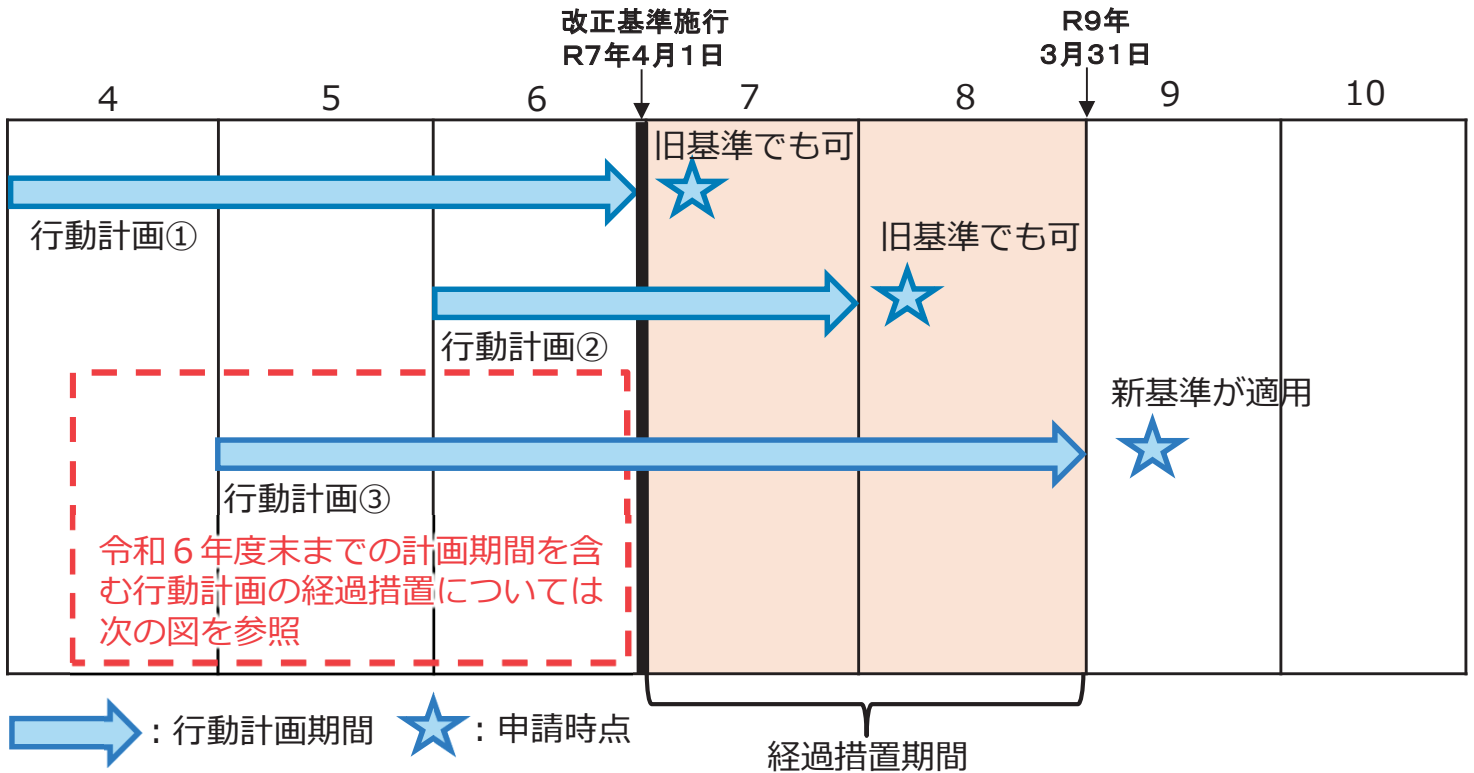 改正基準施行
R7年4月1日
R9年
3月31日
4
5
6
7
8
9
10
旧基準でも可
行動計画①
旧基準でも可
行動計画②
新基準が適用
行動計画③
令和６年度末までの計画期間を含
む行動計画の経過措置については
次の図を参照
：行動計画期間
：申請時点
経過措置期間